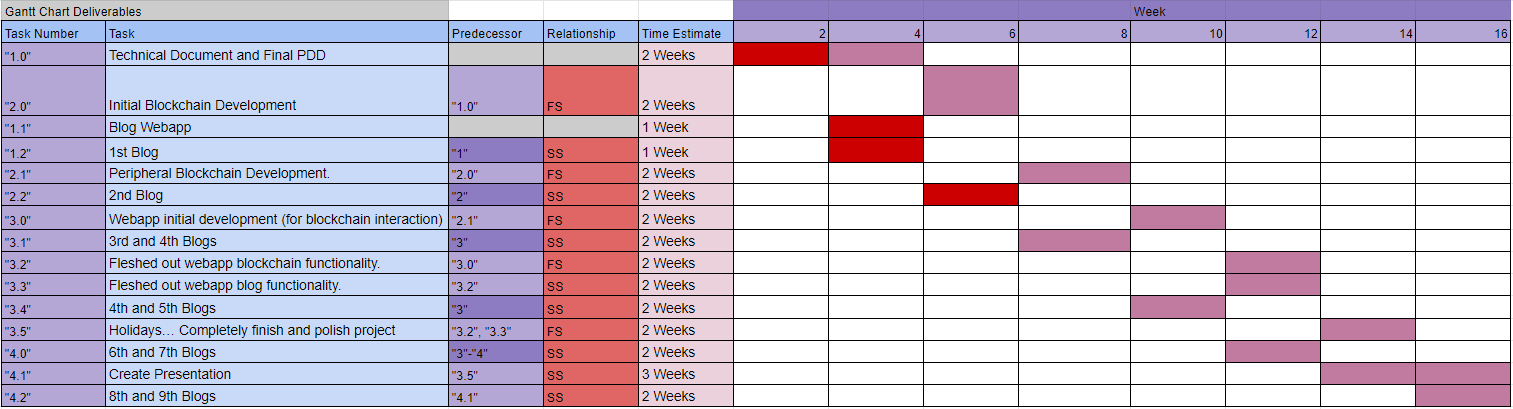 Gantt Chart Deliverables Week
Task Number Task Predecessor Relationship Time Estimate 2 4 6 8 10 12 14 16
"1.0" Technical Document and Final PDD 2 Weeks
"2.0" Initial Blockchain Development "1.0" FS 2 Weeks
"1.1" Blog Webapp 1 Week
"1.2" 1st Blog "1" SS 1 Week
"2.1" Peripheral Blockchain Development. "2.0" FS 2 Weeks
"2.2" 2nd Blog "2" SS 2 Weeks
"3.0" Webapp initial development (for blockchain interaction) "2.1" FS 2 Weeks
"3.1" 3rd and 4th Blogs "3" SS 2 Weeks
"3.2" Fleshed out webapp blockchain functionality. "3.0" FS 2 Weeks
"3.3" Fleshed out webapp blog functionality. "3.2" SS 2 Weeks
"3.4" 4th and 5th Blogs "3" SS 2 Weeks
"3.5" Holidays... Completely finish and polish project "3.2", "3.3" FS 2 Weeks
"4.0" 6th and 7th Blogs "3"-"4" SS 2 Weeks
"4.1" Create Presentation "3.5" SS 3 Weeks
"4.2" 8th and 9th Blogs "4.1" SS 2 Weeks